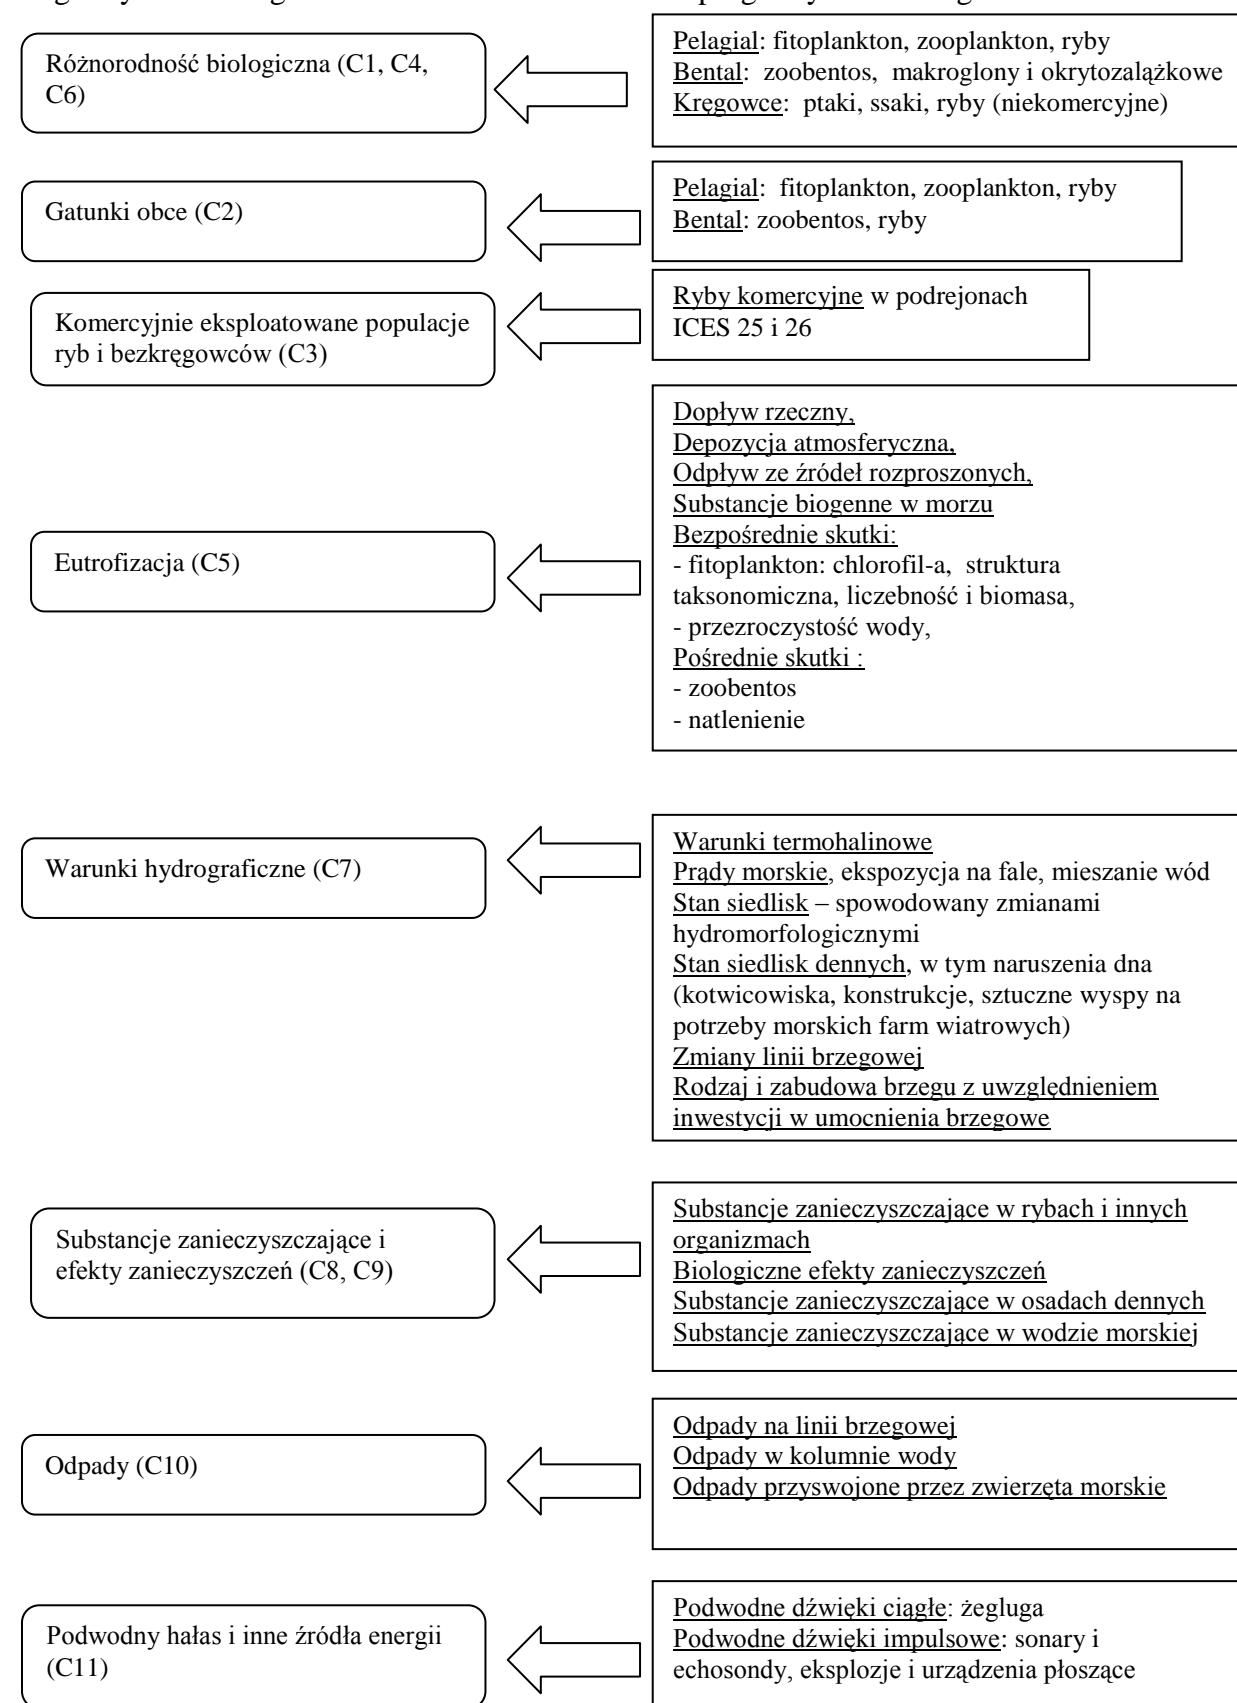 Różnorodność biologiczna (C1, C4,
C6)
Pelagial: fitoplankton, zooplankton, ryby
Bental: zoobentos, makroglony i okrytozalążkowe
Kręgowce: ptaki, ssaki, ryby (niekomercyjne)
Gatunki obce (C2)
Pelagial: fitoplankton, zooplankton, ryby
Bental: zoobentos, ryby
Komercyjnie eksploatowane populacje
ryb i bezkręgowców (C3)
Ryby komercyjne w podrejonach
ICES 25 i 26
Eutrofizacja (C5)
Dopływ rzeczny,
Depozycja atmosferyczna,
Odpływ ze źródeł rozproszonych,
Substancje biogenne w morzu
Bezpośrednie skutki:
- fitoplankton: chlorofil-a, struktura
taksonomiczna, liczebność i biomasa,
- przezroczystość wody,
Pośrednie skutki :
- zoobentos
- natlenienie
Warunki hydrograficzne (C7)
Warunki termohalinowe
Prądy morskie, ekspozycja na fale, mieszanie wód
Stan siedlisk – spowodowany zmianami
hydromorfologicznymi
Stan siedlisk dennych, w tym naruszenia dna
(kotwicowiska, konstrukcje, sztuczne wyspy na
potrzeby morskich farm wiatrowych)
Zmiany linii brzegowej
Rodzaj i zabudowa brzegu z uwzględnieniem
inwestycji w umocnienia brzegowe
Substancje zanieczyszczające i
efekty zanieczyszczeń (C8, C9)
Substancje zanieczyszczające w rybach i innych
organizmach
Biologiczne efekty zanieczyszczeń
Substancje zanieczyszczające w osadach dennych
Substancje zanieczyszczające w wodzie morskiej
Odpady (C10)
Odpady na linii brzegowej
Odpady w kolumnie wody
Odpady przyswojone przez zwierzęta morskie
Podwodny hałas i inne źródła energii
(C11)
Podwodne dźwięki ciągłe: żegluga
Podwodne dźwięki impulsowe: sonary i
echosondy, eksplozje i urządzenia płoszące